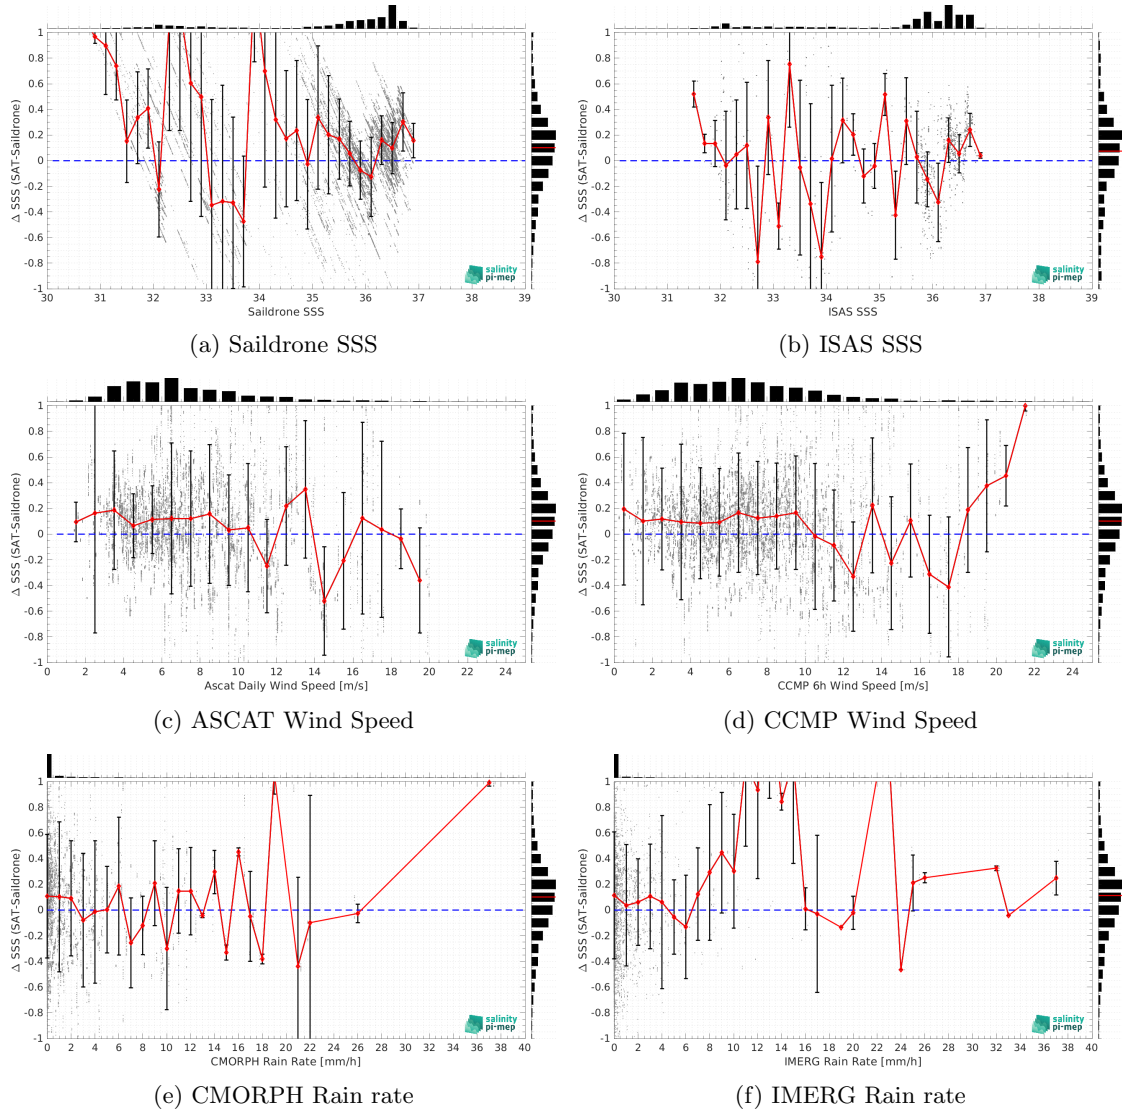 1
0.8
0.6
0.4
0.2
0
-0.2
-0.4
-0.6
-0.8
-1
Δ SSS (SAT-Saildrone)
salinity
pi-mep
30 31 32 33 34 35 36 37 38 39
Saildrone SSS
(a) Saildrone SSS
1
0.8
0.6
0.4
0.2
0
-0.2
-0.4
-0.6
-0.8
-1
Δ SSS (SAT-Saildrone)
salinity
pi-mep
30 31 32 33 34 35 36 37 38 39
ISAS SSS
(b) ISAS SSS
1
0.8
0.6
0.4
0.2
0
-0.2
-0.4
-0.6
-0.8
-1
Δ SSS (SAT-Saildrone)
salinity
pi-mep
0 2 4 6 8 10 12 14 16 18 20 22 24
Ascat Daily Wind Speed [m/s]
(c) ASCAT Wind Speed
1
0.8
0.6
0.4
0.2
0
-0.2
-0.4
-0.6
-0.8
-1
Δ SSS (SAT-Saildrone)
salinity
pi-mep
0 2 4 6 8 10 12 14 16 18 20 22 24
CCMP 6h Wind Speed [m/s]
(d) CCMP Wind Speed
1
0.8
0.6
0.4
0.2
0
-0.2
-0.4
-0.6
-0.8
-1
Δ SSS (SAT-Saildrone)
salinity
pi-mep
0 2 4 6 8 10 12 14 16 18 20 22 24 26 28 30 32 34 36 38 40
CMORPH Rain Rate [mm/h]
(e) CMORPH Rain rate
1
0.8
0.6
0.4
0.2
0
-0.2
-0.4
-0.6
-0.8
-1
Δ SSS (SAT-Saildrone)
salinity
pi-mep
0 2 4 6 8 10 12 14 16 18 20 22 24 26 28 30 32 34 36 38 40
IMERG Rain Rate [mm/h]
(f) IMERG Rain rate